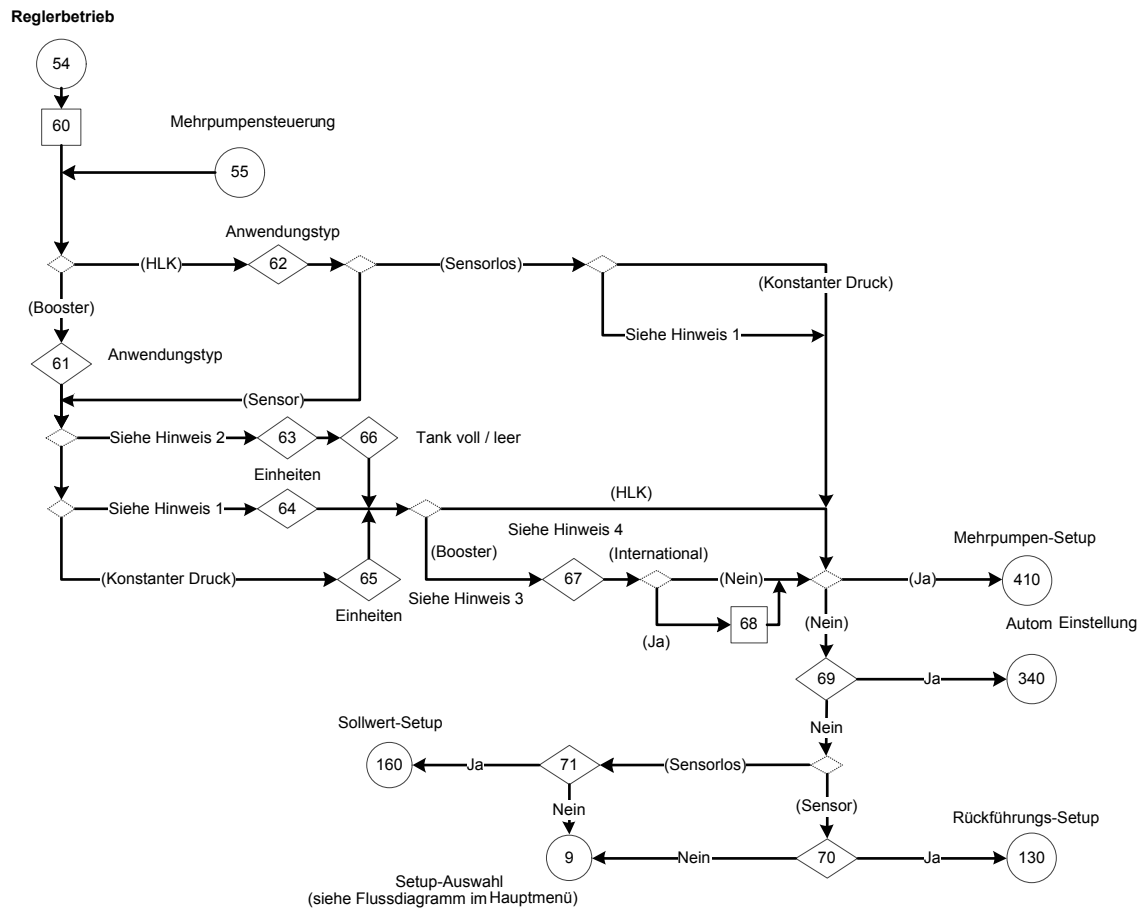 Reglerbetrieb
54
60
Mehrpumpensteuerung
55
Anwendungstyp
(HLK)
62
(Sensorlos)
(Konstanter Druck)
(Booster)
Siehe Hinweis 1
61
Anwendungstyp
(Sensor)
Siehe Hinweis 2
63
66
Tank voll / leer
Einheiten
(HLK)
Siehe Hinweis 1
64
Siehe Hinweis 4
(Booster)
(International)
Mehrpumpen-Setup
(Konstanter Druck)
65
67
(Nein)
(Ja)
410
Siehe Hinweis 3
Einheiten
68
(Nein)
Autom Einstellung
(Ja)
69
Ja
340
Nein
Sollwert-Setup
160
Ja
71
(Sensorlos)
Nein
(Sensor)
Rückführungs-Setup
9
Nein
70
Ja
130
Setup-Auswahl
(siehe Flussdiagramm im Hauptmenü)